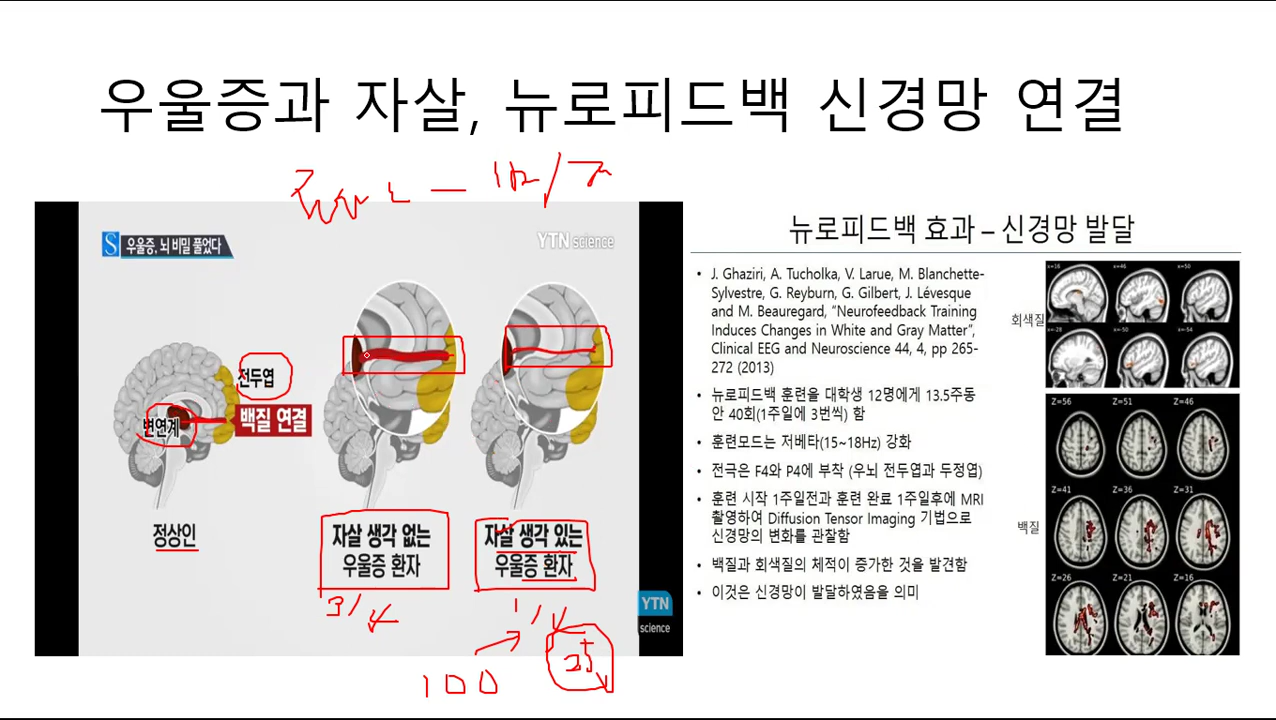 우울증과 자살, 뉴로피드백 신경망 연결
S 우울증, 뇌 비밀 풀었다
YTN science
전두엽
변연계
백질 연결
정상인
자살 생각 없는
우울증 환자
자살 생각 있는
우울증 환자
3/4
1/4
100
25
YTN
science
뉴로피드백 효과 – 신경망 발달
• J. Ghaziri, A. Tucholka, V. Larue, M. Blanchette-
Sylvestre, G. Reyburn, G. Gilbert, J. Lévesque
and M. Beauregard, “Neurofeedback Training
Induces Changes in White and Gray Matter”,
Clinical EEG and Neuroscience 44, 4, pp 265-
272 (2013)
• 뉴로피드백 훈련을 대학생 12명에게 13.5주동
안 40회(1주일에 3번씩) 함
• 훈련모드는 저베타(15~18Hz) 강화
• 전극은 F4와 P4에 부착 (우뇌 전두엽과 두정엽)
• 훈련 시작 1주일전과 훈련 완료 1주일후에 MRI
촬영하여 Diffusion Tensor Imaging 기법으로
신경망의 변화를 관찰함
• 백질과 회색질의 체적이 증가한 것을 발견함
• 이것은 신경망이 발달하였음을 의미
회색질
x=16 x=46 x=50
x=-28 x=-50 x=-54
백질
Z=56 Z=51 Z=46
Z=41 Z=36 Z=31
Z=26 Z=21 Z=16